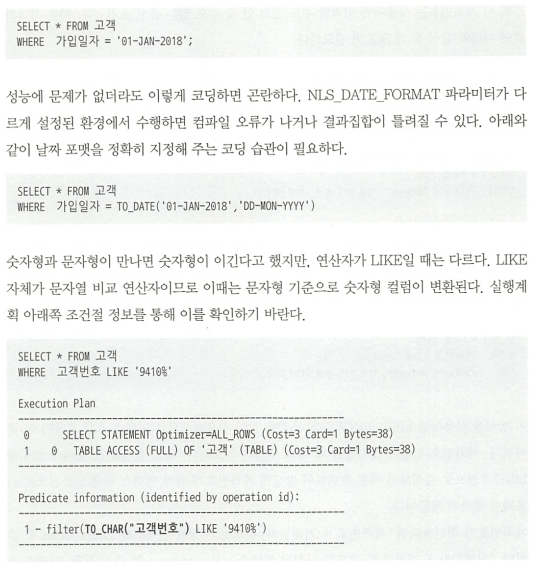 SELECT * FROM 고객
WHERE 가입일자 = '01-JAN-2018';
성능에 문제가 없더라도 이렇게 코딩하면 곤란하다. NLS_DATE_FORMAT 파라미터가 다
르게 설정된 환경에서 수행하면 컴파일 오류가 나거나 결과집합이 틀려질 수 있다. 아래와
같이 날짜 포맷을 정확히 지정해 주는 코딩 습관이 필요하다.
SELECT * FROM 고객
WHERE 가입일자 = TO_DATE('01-JAN-2018','DD-MON-YYYY')
숫자형과 문자형이 만나면 숫자형이 이긴다고 했지만, 연산자가 LIKE일 때는 다르다. LIKE
자체가 문자열 비교 연산자이므로 이때는 문자형 기준으로 숫자형 컬럼이 변환된다. 실행계
획 아래쪽 조건절 정보를 통해 이를 확인하기 바란다.
SELECT * FROM 고객
WHERE 고객번호 LIKE '9410%'
Execution Plan
--------------------------------------------------------
0 SELECT STATEMENT Optimizer=ALL_ROWS (Cost=3 Card=1 Bytes=38)
1 0 TABLE ACCESS (FULL) OF '고객' (TABLE) (Cost=3 Card=1 Bytes=38)
--------------------------------------------------------
Predicate information (identified by operation id):
--------------------------------------------------------
1 - filter(TO_CHAR("고객번호") LIKE '9410%')
--------------------------------------------------------